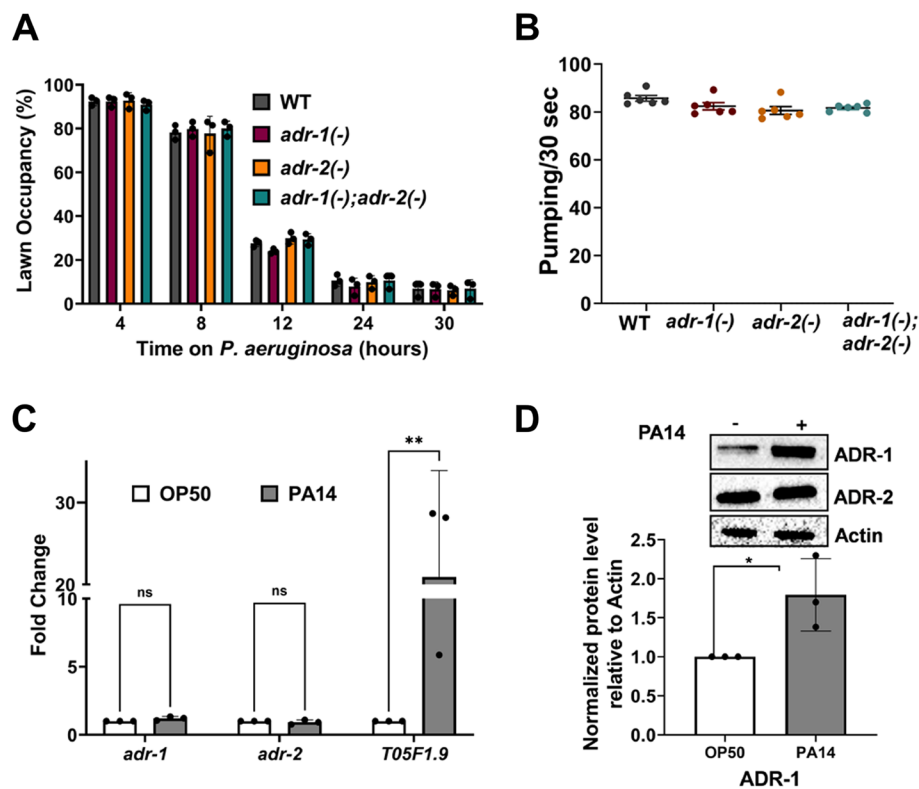 A
Lawn Occupancy (%)
100
80
60
40
20
0
WT
adr-1(-)
adr-2(-)
adr-1(-);adr-2(-)
4 8 12 24 30
Time on P. aeruginosa (hours)
B
Pumping/30 sec
100
80
60
40
20
0
WT adr-1(-) adr-2(-) adr-1(-);
adr-2(-)
C
Fold Change
30
20
10
5
0
OP50 PA14
ns
ns
**
adr-1 adr-2 T05F1.9
D
PA14 - +
ADR-1
ADR-2
Actin
Normalized protein level
relative to Actin
2.5
2.0
1.5
1.0
0.5
0.0
*
OP50 PA14
ADR-1